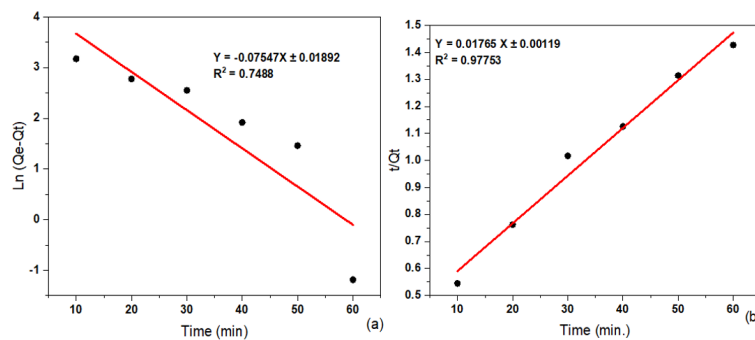 4
3
2
1
0
-1
Ln (Qe-Qt)
Y = -0.07547X ± 0.01892
R² = 0.7488
10 20 30 40 50 60
Time (min)
(a)
1.5
1.4
1.3
1.2
1.1
1.0
0.9
0.8
0.7
0.6
0.5
t/Qt
Y = 0.01765 X ± 0.00119
R² = 0.97753
10 20 30 40 50 60
Time (min.)
(b